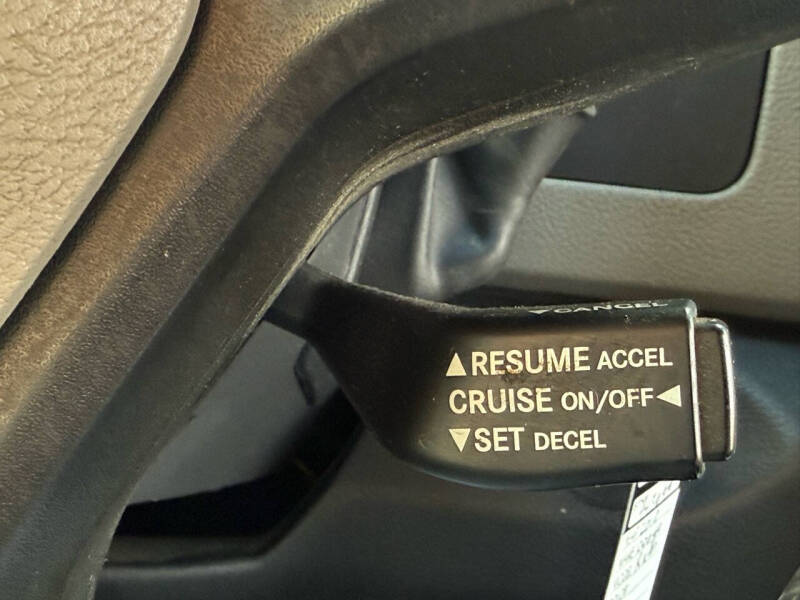 ▼CANCEL
▲RESUME ACCEL
CRUISE ON/OFF◀
▼SET DECEL